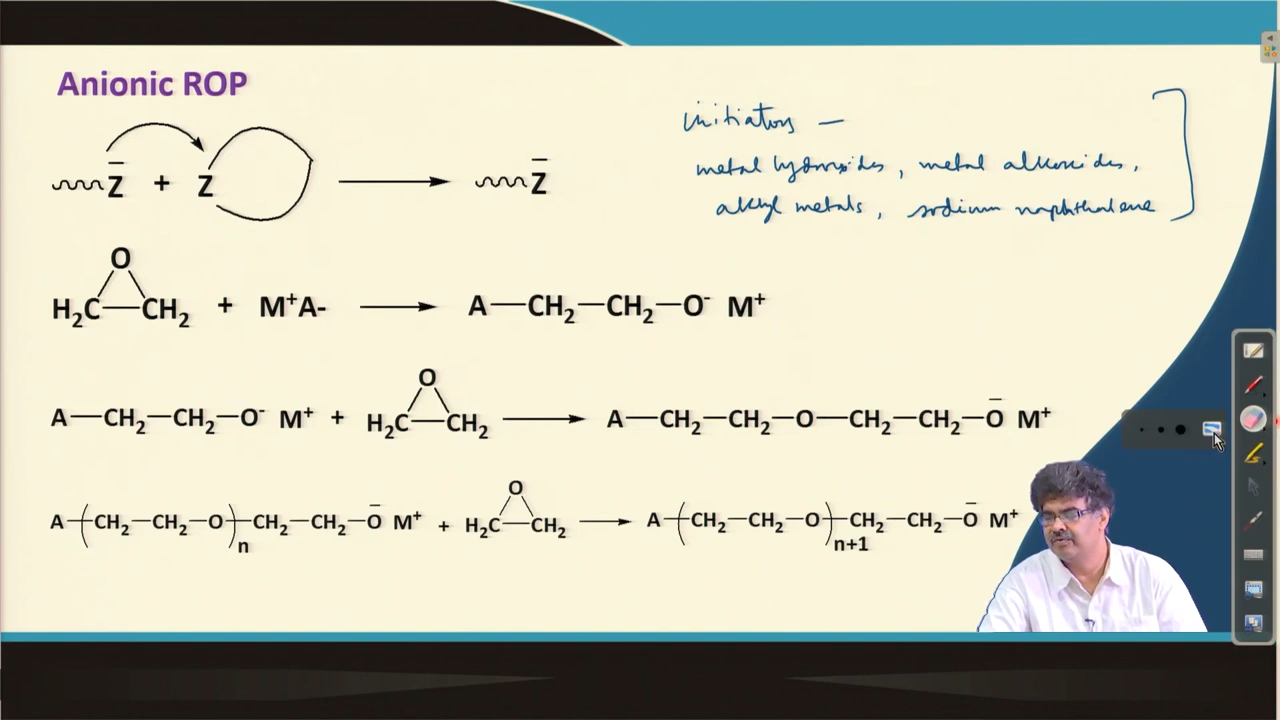 Anionic ROP
initiators —
metal hydroxides, metal alkoxides,
alkyl metals, sodium naphthalene
Z̄ + Z ⟶ Z̄
O
H₂C—CH₂ + M⁺A- ⟶ A—CH₂—CH₂—O⁻ M⁺
O
A—CH₂—CH₂—O⁻ M⁺ + H₂C—CH₂ ⟶ A—CH₂—CH₂—O—CH₂—CH₂—Ō M⁺
O
A—(CH₂—CH₂—O)ₙ—CH₂—CH₂—Ō M⁺ + H₂C—CH₂ ⟶ A—(CH₂—CH₂—O)ₙ₊₁—CH₂—CH₂—Ō M⁺